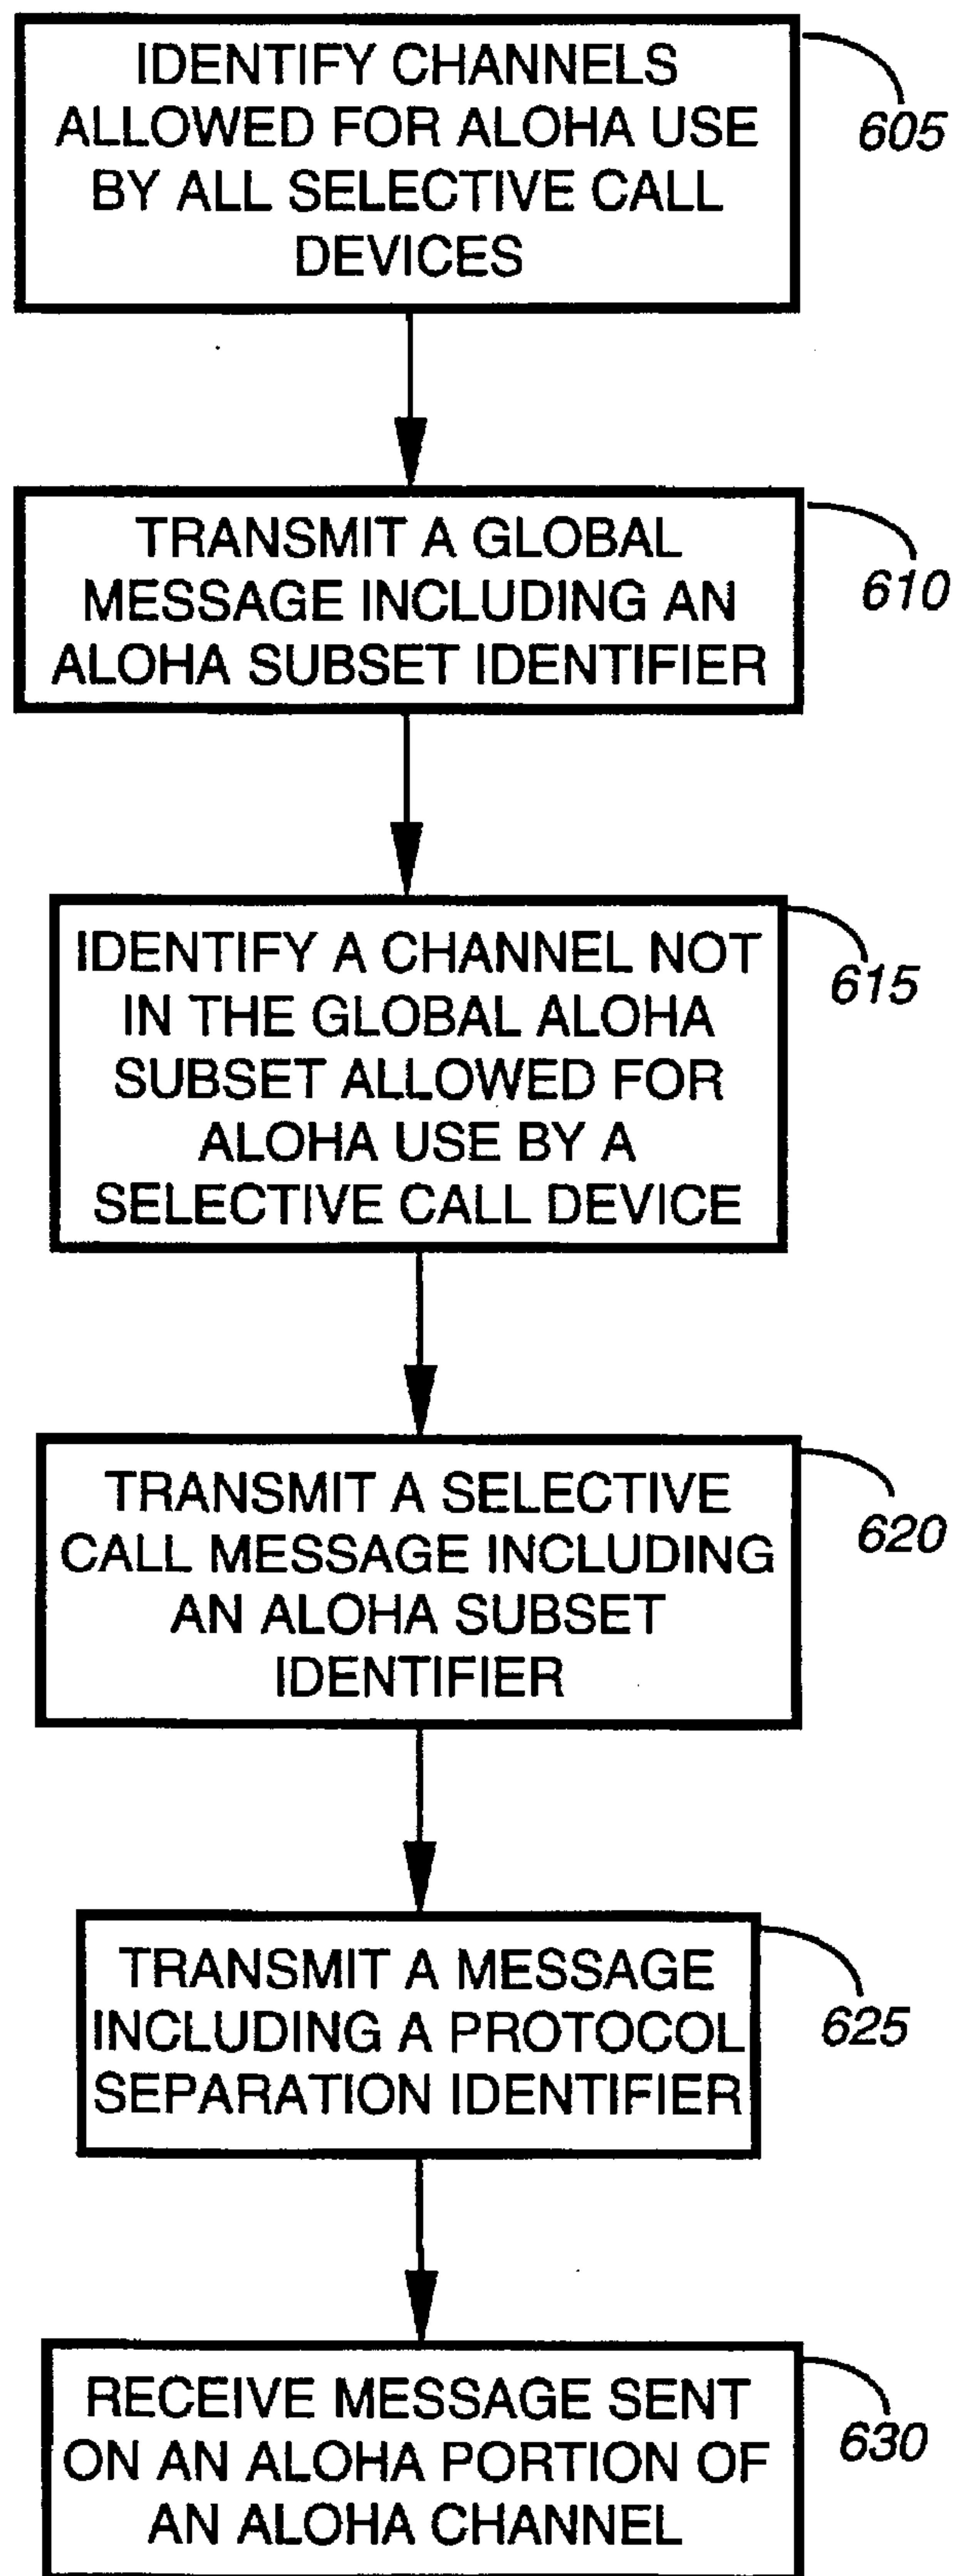 IDENTIFY CHANNELS
ALLOWED FOR ALOHA USE
BY ALL SELECTIVE CALL
DEVICES
605
TRANSMIT A GLOBAL
MESSAGE INCLUDING AN
ALOHA SUBSET IDENTIFIER
610
IDENTIFY A CHANNEL NOT
IN THE GLOBAL ALOHA
SUBSET ALLOWED FOR
ALOHA USE BY A
SELECTIVE CALL DEVICE
615
TRANSMIT A SELECTIVE
CALL MESSAGE INCLUDING
AN ALOHA SUBSET
IDENTIFIER
620
TRANSMIT A MESSAGE
INCLUDING A PROTOCOL
SEPARATION IDENTIFIER
625
RECEIVE MESSAGE SENT
ON AN ALOHA PORTION OF
AN ALOHA CHANNEL
630